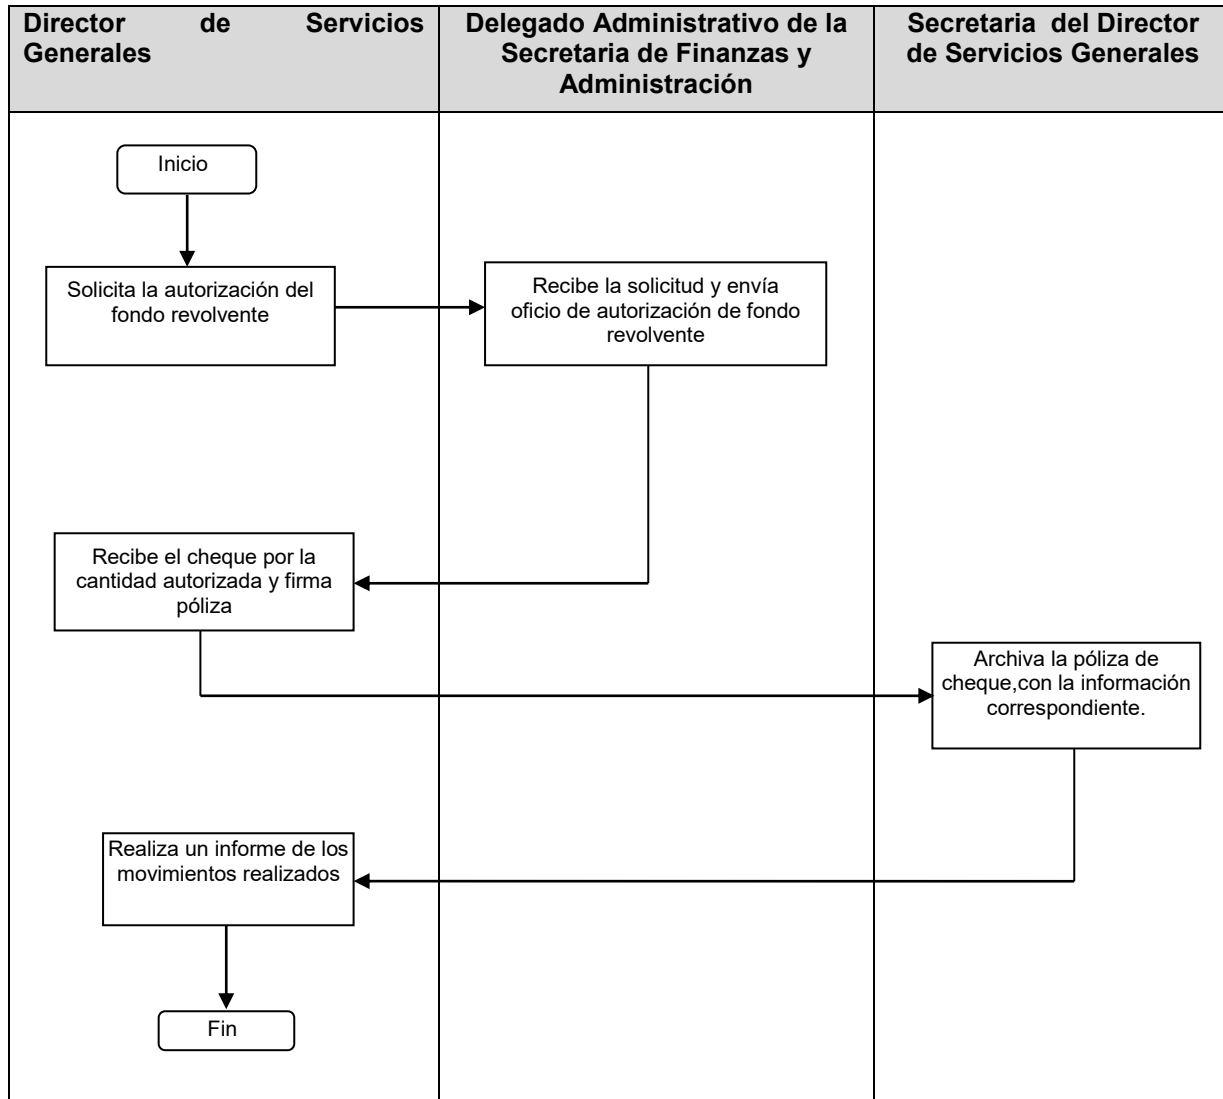 Director de Servicios
Generales
Delegado Administrativo de la
Secretaria de Finanzas y
Administración
Secretaria del Director
de Servicios Generales
Inicio
Solicita la autorización del
fondo revolvente
Recibe la solicitud y envía
oficio de autorización de fondo
revolvente
Recibe el cheque por la
cantidad autorizada y firma
póliza
Archiva la póliza de
cheque,con la información
correspondiente.
Realiza un informe de los
movimientos realizados
Fin